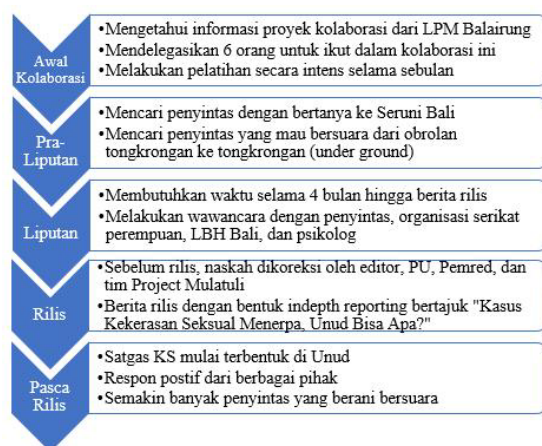 Awal
Kolaborasi
•Mengetahui informasi proyek kolaborasi dari LPM Balairung
•Mendelegasikan 6 orang untuk ikut dalam kolaborasi ini
•Melakukan pelatihan secara intens selama sebulan
Pra-
Liputan
•Mencari penyintas dengan bertanya ke Seruni Bali
•Mencari penyintas yang mau bersuara dari obrolan
tongkrongan ke tongkrongan (under ground)
Liputan
•Membutuhkan waktu selama 4 bulan hingga berita rilis
•Melakukan wawancara dengan penyintas, organisasi serikat
perempuan, LBH Bali, dan psikolog
Rilis
•Sebelum rilis, naskah dikoreksi oleh editor, PU, Pemred, dan
tim Project Mulatuli
•Berita rilis dengan bentuk indepth reporting bertajuk "Kasus
Kekerasan Seksual Menerpa, Unud Bisa Apa?"
Pasca
Rilis
•Satgas KS mulai terbentuk di Unud
•Respon postif dari berbagai pihak
•Semakin banyak penyintas yang berani bersuara